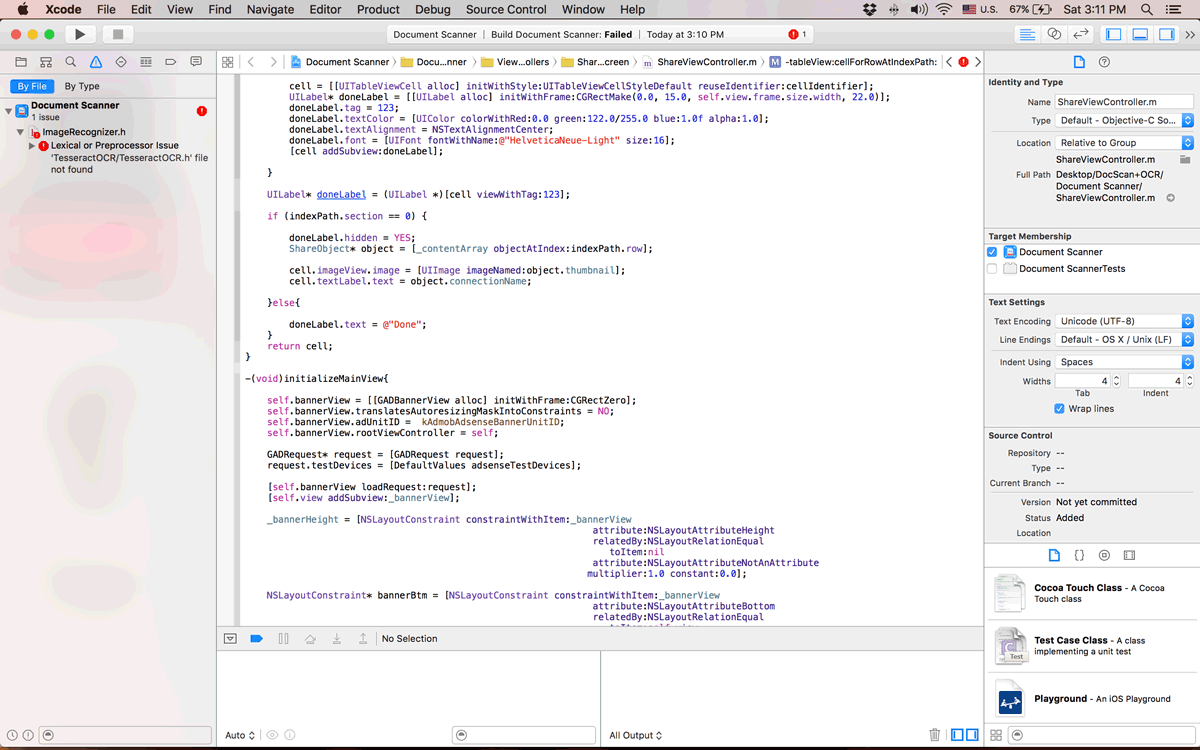 Xcode File Edit View Find Navigate Editor Product Debug Source Control Window Help U.S. 67% Sat 3:11 PM
Document Scanner | Build Document Scanner: Failed | Today at 3:10 PM 1
Document Scanner Docu...nner View...ollers Shar...creen m ShareViewController.m M -tableView:cellForRowAtIndexPath:
By File By Type
Document Scanner
1 issue
ImageRecognizer.h
Lexical or Preprocessor Issue
'TesseractOCR/TesseractOCR.h' file
not found
cell = [[UITableViewCell alloc] initWithStyle:UITableViewCellStyleDefault reuseIdentifier:cellIdentifier];
UILabel* doneLabel = [[UILabel alloc] initWithFrame:CGRectMake(0.0, 15.0, self.view.frame.size.width, 22.0)];
doneLabel.tag = 123;
doneLabel.textColor = [UIColor colorWithRed:0.0 green:122.0/255.0 blue:1.0f alpha:1.0];
doneLabel.textAlignment = NSTextAlignmentCenter;
doneLabel.font = [UIFont fontWithName:@"HelveticaNeue-Light" size:16];
[cell addSubview:doneLabel];
}
UILabel* doneLabel = (UILabel *)[cell viewWithTag:123];
if (indexPath.section == 0) {
doneLabel.hidden = YES;
ShareObject* object = [_contentArray objectAtIndex:indexPath.row];
cell.imageView.image = [UIImage imageNamed:object.thumbnail];
cell.textLabel.text = object.connectionName;
}else{
doneLabel.text = @"Done";
}
return cell;
}
-(void)initializeMainView{
self.bannerView = [[GADBannerView alloc] initWithFrame:CGRectZero];
self.bannerView.translatesAutoresizingMaskIntoConstraints = NO;
self.bannerView.adUnitID = kAdmobAdsenseBannerUnitID;
self.bannerView.rootViewController = self;
GADRequest* request = [GADRequest request];
request.testDevices = [DefaultValues adsenseTestDevices];
[self.bannerView loadRequest:request];
[self.view addSubview:_bannerView];
_bannerHeight = [NSLayoutConstraint constraintWithItem:_bannerView
attribute:NSLayoutAttributeHeight
relatedBy:NSLayoutRelationEqual
toItem:nil
attribute:NSLayoutAttributeNotAnAttribute
multiplier:1.0 constant:0.0];
NSLayoutConstraint* bannerBtm = [NSLayoutConstraint constraintWithItem:_bannerView
attribute:NSLayoutAttributeBottom
relatedBy:NSLayoutRelationEqual
No Selection
Auto
All Output
Identity and Type
Name ShareViewController.m
Type Default - Objective-C So...
Location Relative to Group
ShareViewController.m
Full Path Desktop/DocScan+OCR/
Document Scanner/
ShareViewController.m
Target Membership
Document Scanner
Document ScannerTests
Text Settings
Text Encoding Unicode (UTF-8)
Line Endings Default - OS X / Unix (LF)
Indent Using Spaces
Widths 4 4
Tab Indent
Wrap lines
Source Control
Repository --
Type --
Current Branch --
Version Not yet committed
Status Added
Location
{}
Cocoa Touch Class - A Cocoa
Touch class
Test Case Class - A class
implementing a unit test
Test
Playground - An iOS Playground